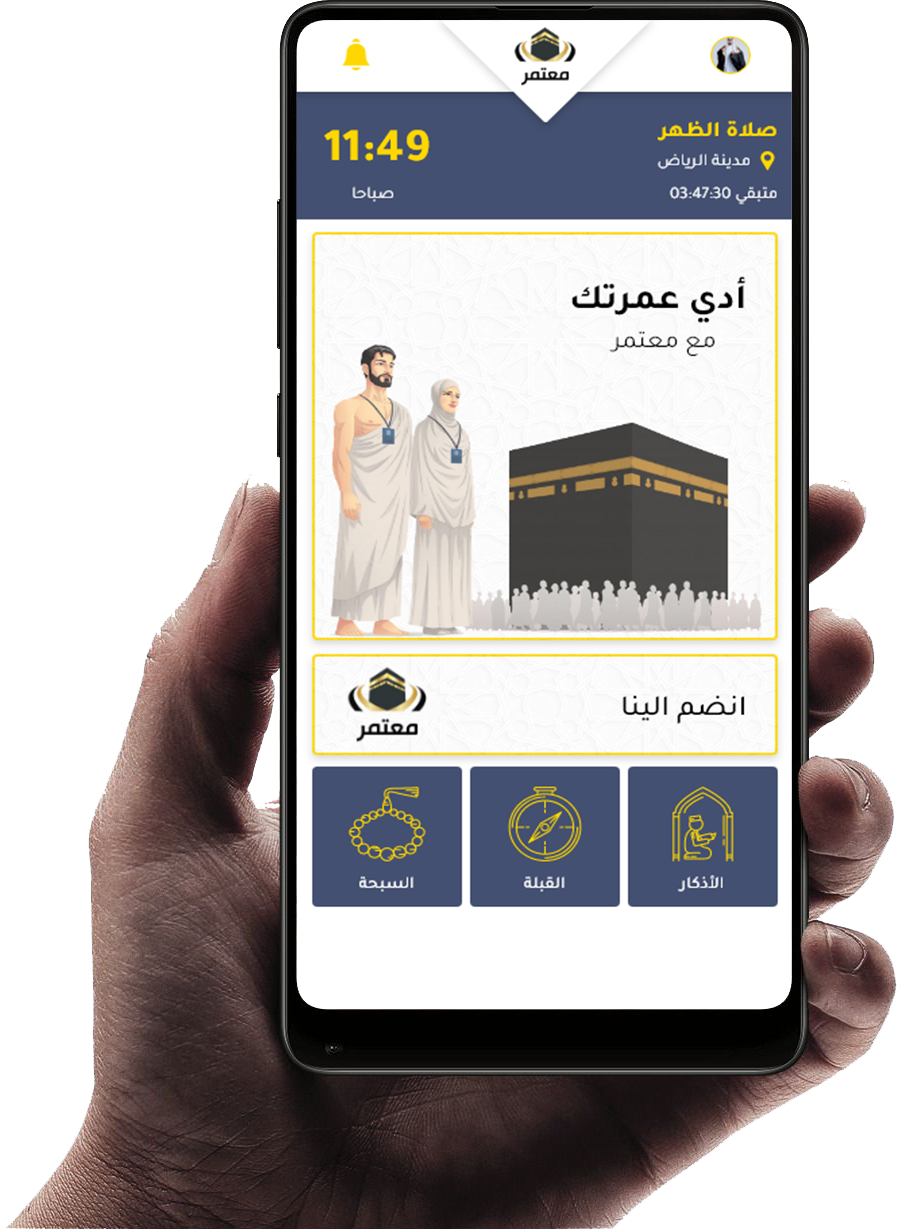 معتمر
صلاة الظهر
مدينة الرياض
متبقي 03:47:30
11:49
صباحا
أدي عمرتك
مع معتمر
انضم الينا
معتمر
الأذكار
القبلة
السبحة